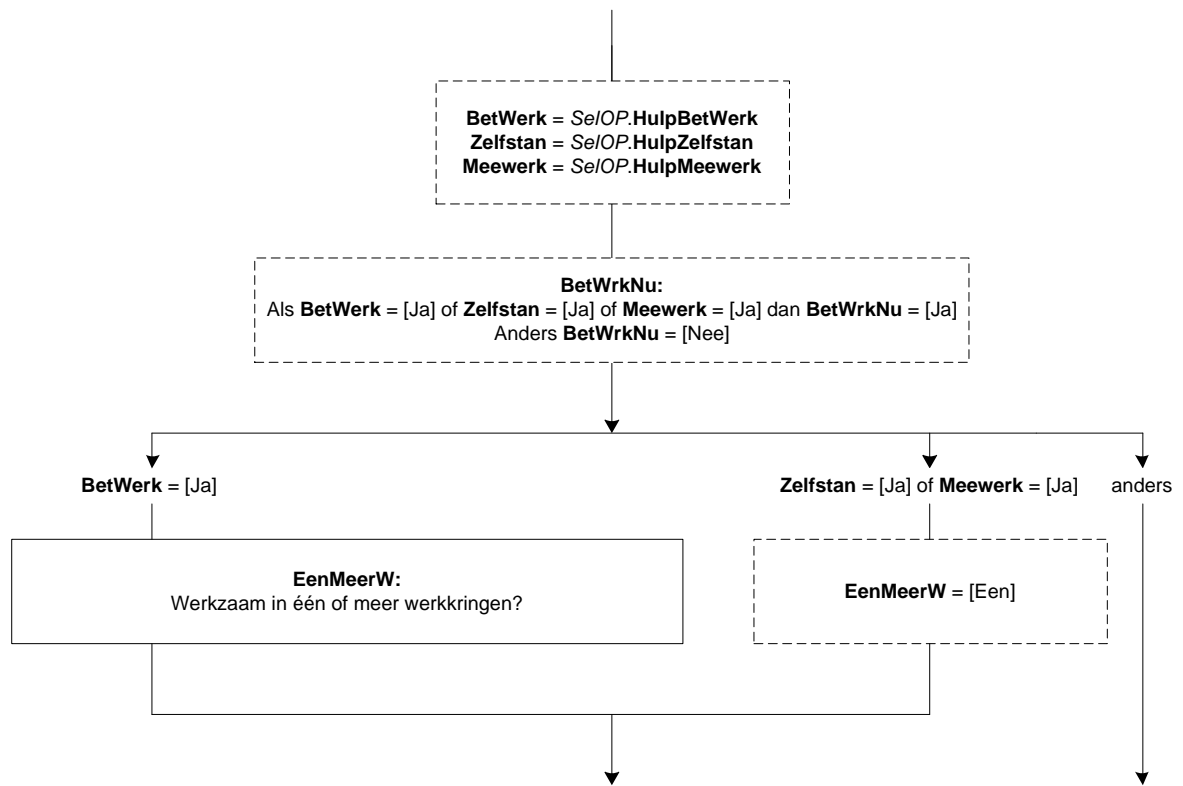 BetWerk = SelOP.HulpBetWerk
Zelfstan = SelOP.HulpZelfstan
Meewerk = SelOP.HulpMeewerk
BetWrkNu:
Als BetWerk = [Ja] of Zelfstan = [Ja] of Meewerk = [Ja] dan BetWrkNu = [Ja]
Anders BetWrkNu = [Nee]
BetWerk = [Ja]
Zelfstan = [Ja] of Meewerk = [Ja]
anders
EenMeerW:
Werkzaam in één of meer werkkringen?
EenMeerW = [Een]